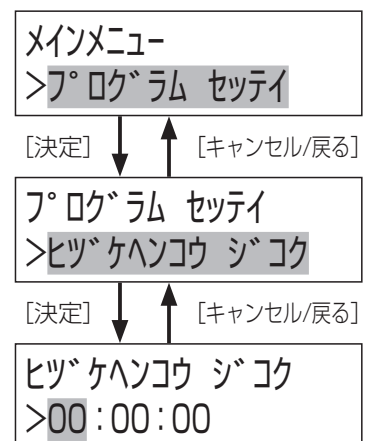 メインメニュー
>プログラム セッテイ
[決定] [キャンセル/戻る]
プログラム セッテイ
>ヒヅケヘンコウ ジコク
[決定] [キャンセル/戻る]
ヒヅケヘンコウ ジコク
>00:00:00